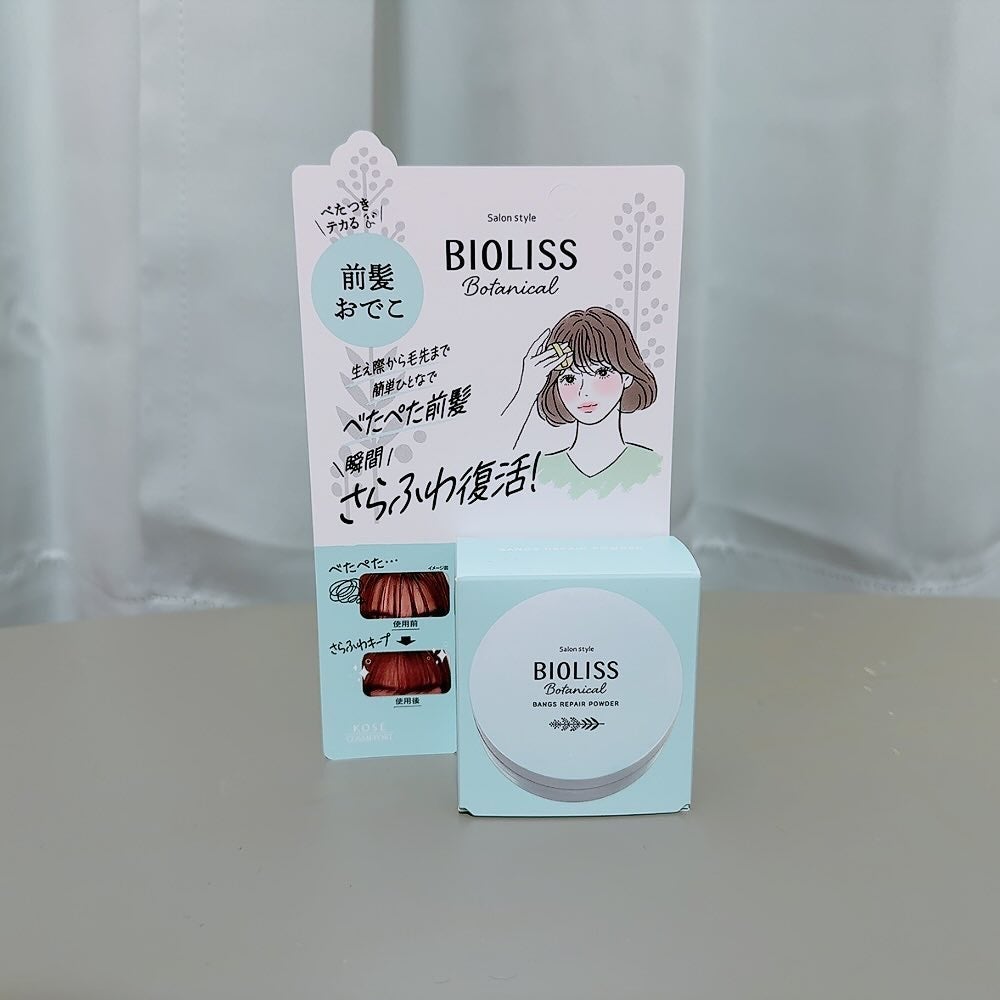 べたつき
テカる
前髪
おでこ
Salon style
BIOLISS
Botanical
生え際から毛先まで
簡単ひとなで
べたぺた前髪
瞬間!
さらふわ復活!
べたぺた…
イメージ図
使用前
さらふわキープ
使用後
KOSÉ
COSMEPORT
BANGS REPAIR POWDER
Salon style
BIOLISS
Botanical
BANGS REPAIR POWDER